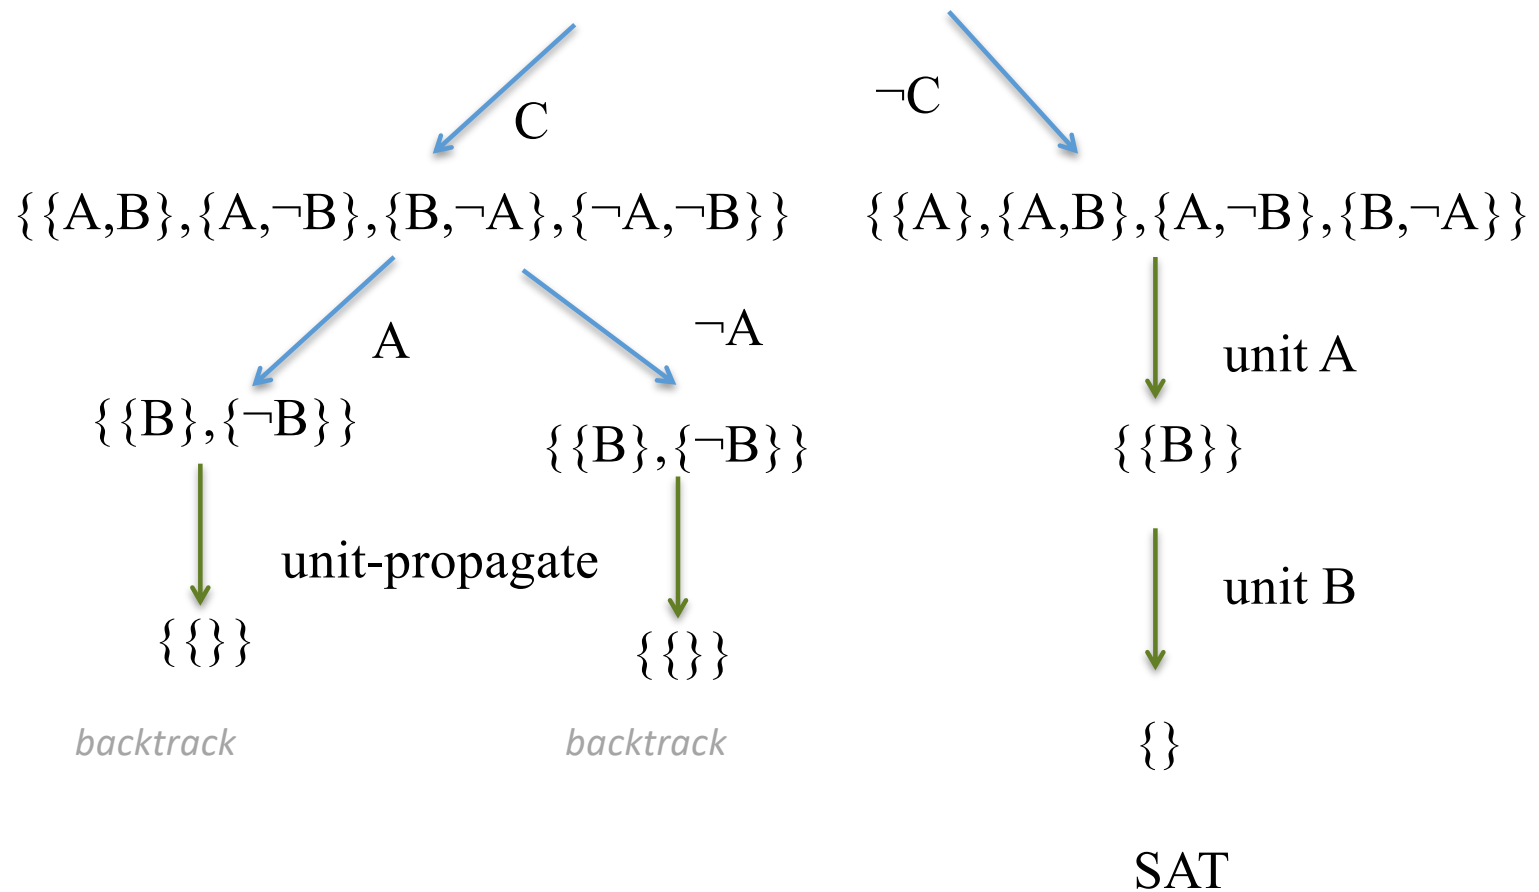 C ¬C
{{A,B},{A,¬B},{B,¬A},{¬A,¬B}} {{A},{A,B},{A,¬B},{B,¬A}}
A ¬A unit A
{{B},{¬B}} {{B},{¬B}} {{B}}
unit-propagate unit B
{{}} {{}}
backtrack backtrack {}
SAT